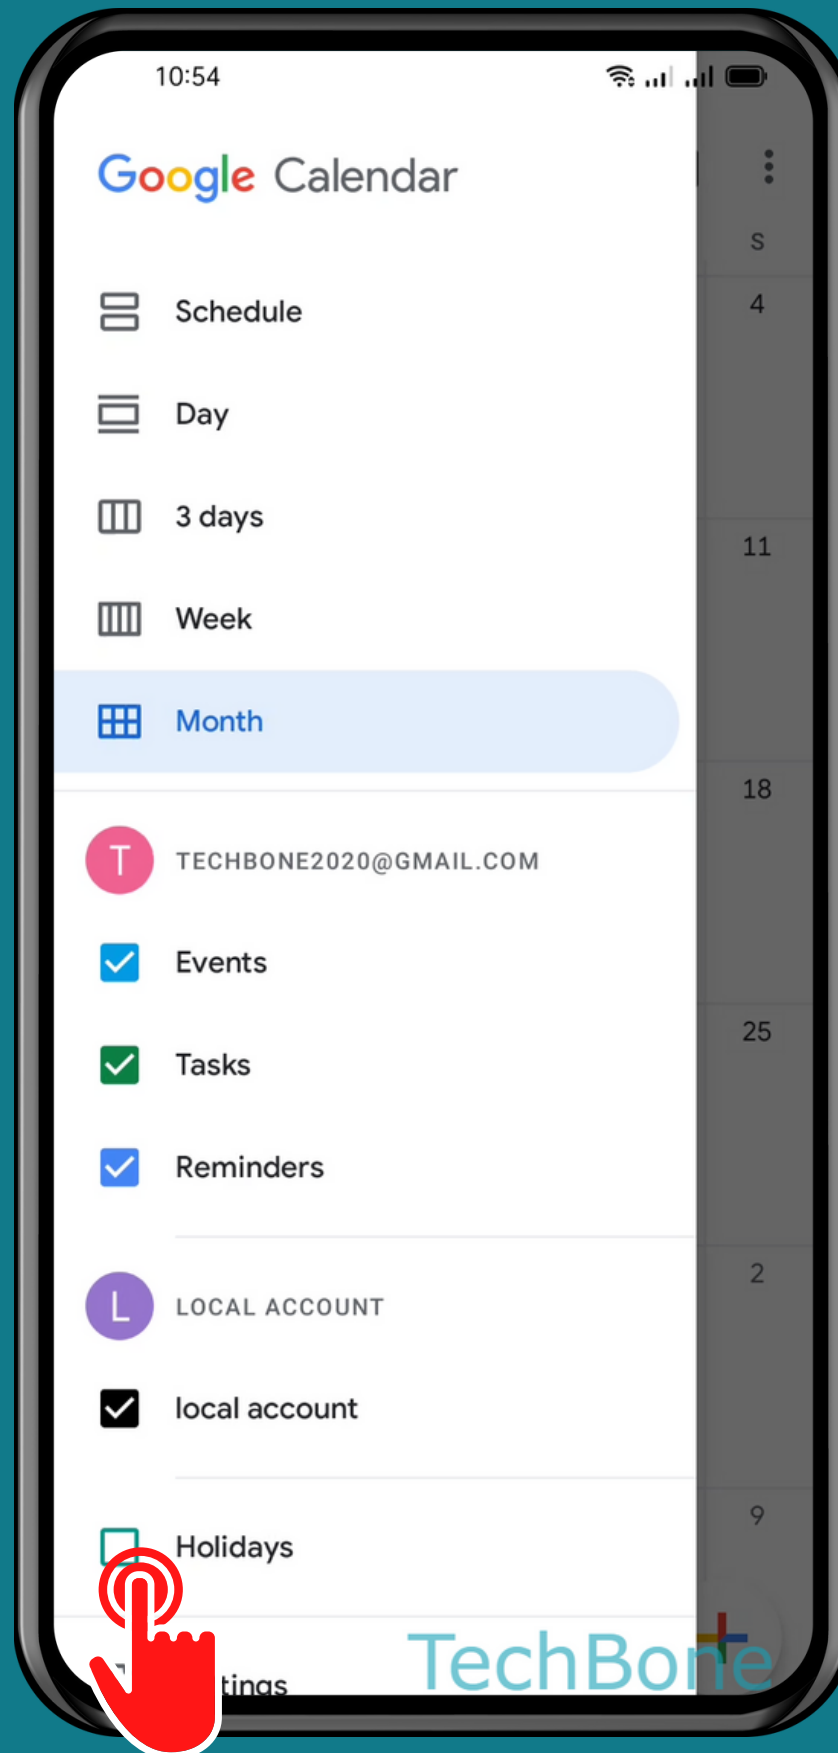 10:54
Google Calendar
S
Schedule
4
Day
3 days
11
Week
Month
18
T TECHBONE2020@GMAIL.COM
Events
25
Tasks
Reminders
2
L LOCAL ACCOUNT
local account
9
Holidays
TechBone